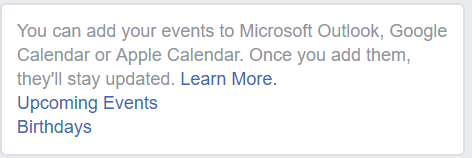 You can add your events to Microsoft Outlook, Google
Calendar or Apple Calendar. Once you add them,
they'll stay updated. Learn More.
Upcoming Events
Birthdays